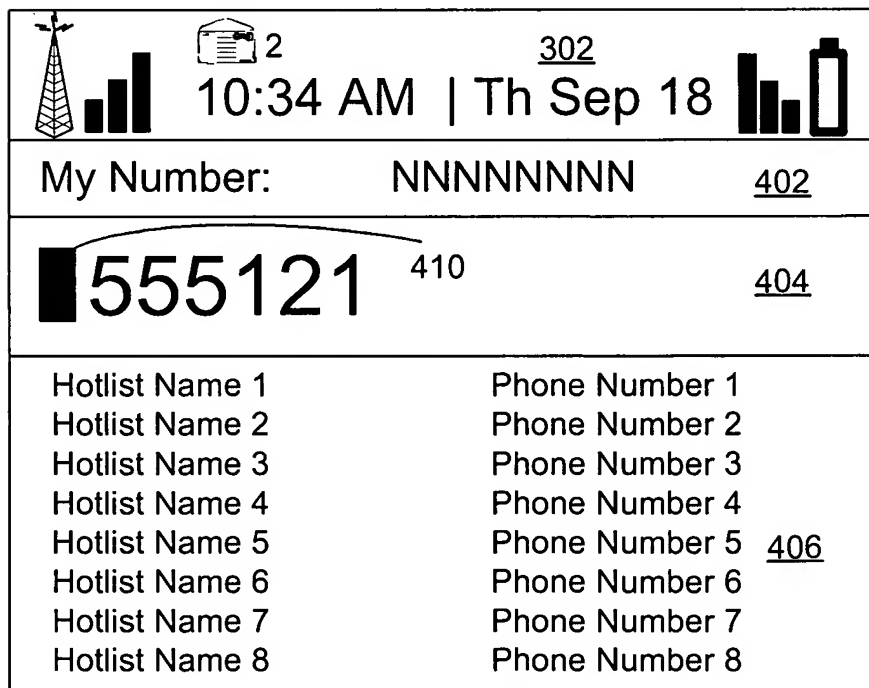 2 302
10:34 AM | Th Sep 18
My Number: NNNNNNNN 402
555121 410 404
Hotlist Name 1 Phone Number 1
Hotlist Name 2 Phone Number 2
Hotlist Name 3 Phone Number 3
Hotlist Name 4 Phone Number 4
Hotlist Name 5 Phone Number 5 406
Hotlist Name 6 Phone Number 6
Hotlist Name 7 Phone Number 7
Hotlist Name 8 Phone Number 8